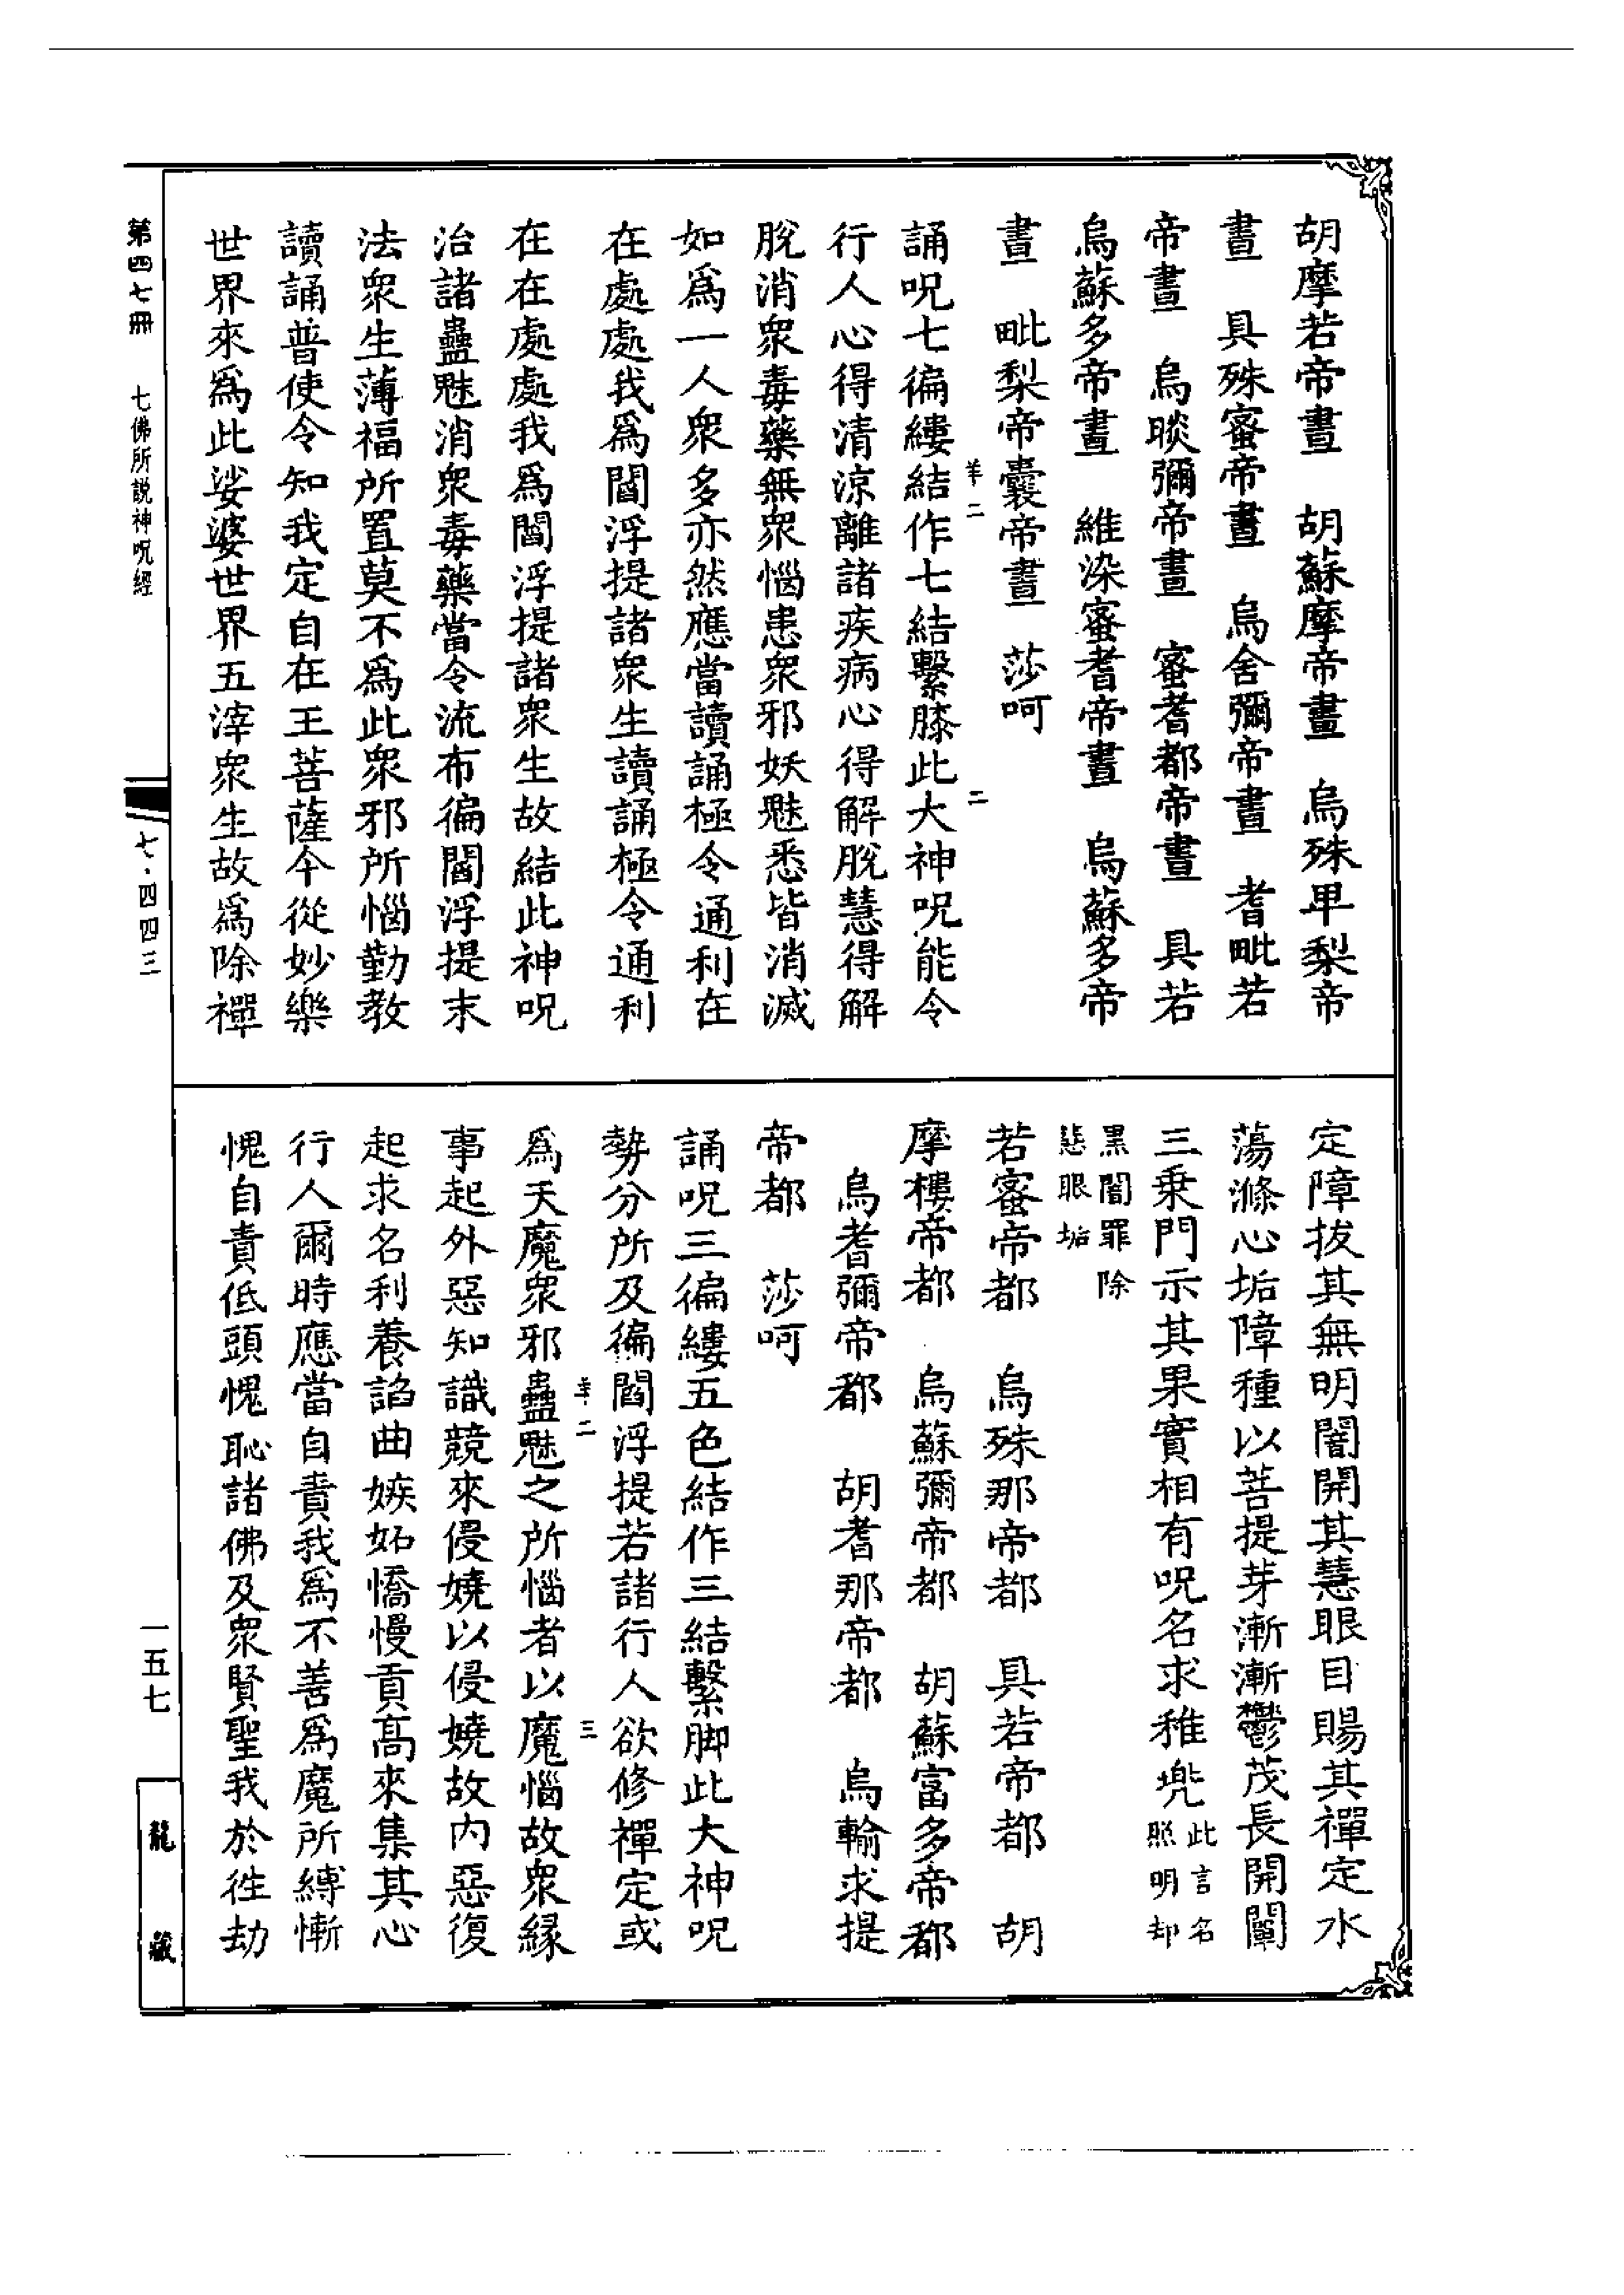 胡摩若帝晝　胡蘇摩帝晝　烏殊卑梨帝
晝　具殊蜜帝晝　烏舍彌帝晝　耆毗若
帝晝　烏晱彌帝晝　蜜耆都帝晝　具若
烏蘇多帝晝　維染蜜耆帝晝　烏蘇多帝
晝　毗梨帝囊帝晝　莎呵
羊二　二
誦呪七徧縷結作七結繫膝此大神呪能令
行人心得清涼離諸疾病心得解脫慧得解
脫消衆毒藥無衆惱患衆邪妖魅悉皆消滅
如爲一人衆多亦然應當讀誦極令通利在
在處處我爲閻浮提諸衆生讀誦極令通利
在在處處我爲閻浮提諸衆生故結此神呪
治諸蠱魅消衆毒藥當令流布徧閻浮提末
法衆生薄福所置莫不爲此衆邪所惱勤教
讀誦普使令知我定自在王菩薩今從妙樂
世界來爲此娑婆世界五滓衆生故爲除禪
定障拔其無明闇開其慧眼目賜其禪定水
蕩滌心垢障種以菩提芽漸漸鬱茂長開闡
三乗門示其果實相有呪名求稚兠此言名照明却
黒闇罪除慧眼垢
若蜜帝都　烏殊那帝都　具若帝都　胡
摩樓帝都　烏蘇彌帝都　胡蘇富多帝都
烏耆彌帝都　胡耆那帝都　烏輸求提
帝都　莎呵
誦呪三徧縷五色結作三結繫脚此大神呪
勢分所及徧閻浮提若諸行人欲修禪定或
羊二　三
爲天魔衆邪蠱魅之所惱者以魔惱故衆緣
事起外惡知識競來侵嬈以侵嬈故內惡復
起求名利養諂曲嫉妬憍慢貢高來集其心
行人爾時應當自責我爲不善爲魔所縛慚
愧自責低頭愧恥諸佛及衆賢聖我於徃劫
第四七冊　七佛所説神呪經
七·四四三
一五七
龍藏